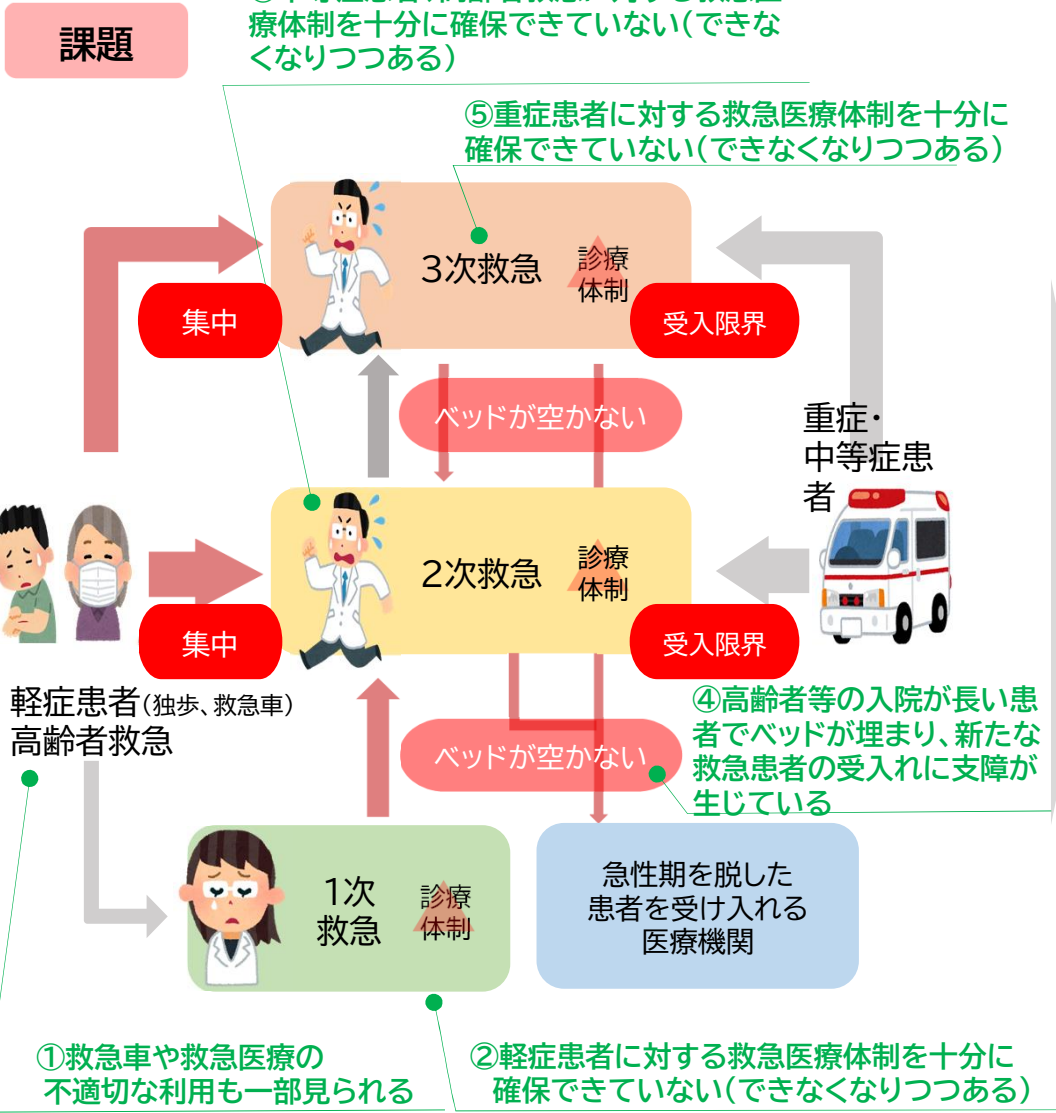 課題
療体制を十分に確保できていない(できな
くなりつつある)
⑤重症患者に対する救急医療体制を十分に
確保できていない(できなくなりつつある)
3次救急
診療
体制
集中
受入限界
ベッドが空かない
重症・
中等症患
者
2次救急
診療
体制
集中
受入限界
軽症患者(独歩、救急車)
高齢者救急
④高齢者等の入院が長い患
者でベッドが埋まり、新たな
救急患者の受入れに支障が
生じている
ベッドが空かない
1次
救急
診療
体制
急性期を脱した
患者を受け入れる
医療機関
①救急車や救急医療の
不適切な利用も一部見られる
②軽症患者に対する救急医療体制を十分に
確保できていない(できなくなりつつある)